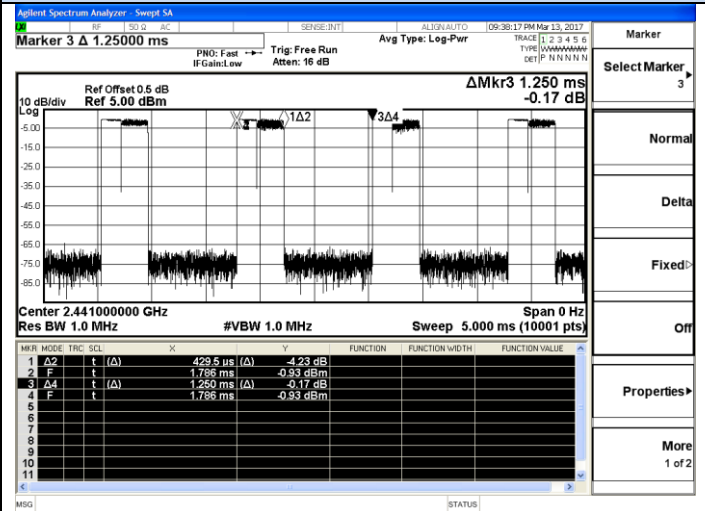 Agilent Spectrum Analyzer - Swept SA
RF 50 Ω AC SENSE:INT ALIGN AUTO 09:38:17 PM Mar 13, 2017
Marker 3 Δ 1.25000 ms
PNO: Fast
IFGain:Low
Trig: Free Run
Atten: 16 dB
Avg Type: Log-Pwr
TRACE 1 2 3 4 5 6
TYPE
DET P N N N N N
Ref Offset 0.5 dB
10 dB/div Ref 5.00 dBm
ΔMkr3 1.250 ms
-0.17 dB
Log
1Δ2
3Δ4
-5.00
-15.0
-25.0
-35.0
-45.0
-55.0
-65.0
-75.0
-85.0
Center 2.441000000 GHz Span 0 Hz
Res BW 1.0 MHz #VBW 1.0 MHz Sweep 5.000 ms (10001 pts)
MKR MODE TRC SCL X Y FUNCTION FUNCTION WIDTH FUNCTION VALUE
1 Δ2 t (Δ) 429.5 µs (Δ) -4.23 dB
2 F t 1.786 ms -0.93 dBm
3 Δ4 t (Δ) 1.250 ms (Δ) -0.17 dB
4 F t 1.786 ms -0.93 dBm
5
6
7
8
9
10
11
MSG STATUS
Marker
Select Marker
3
Normal
Delta
Fixed
Off
Properties
More
1 of 2